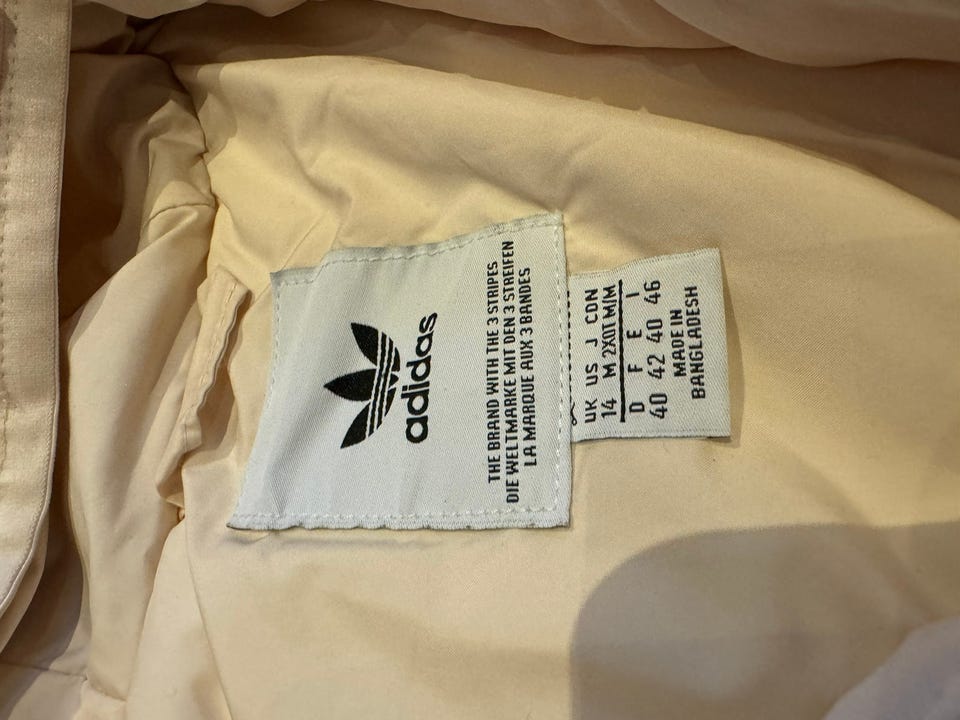 adidas
THE BRAND WITH THE 3 STRIPES
DIE WELTMARKE MIT DEN 3 STREIFEN
LA MARQUE AUX 3 BANDES
UK US J CDN
14 M 2XOT M/M
D F E I
40 42 40 46
MADE IN
BANGLADESH